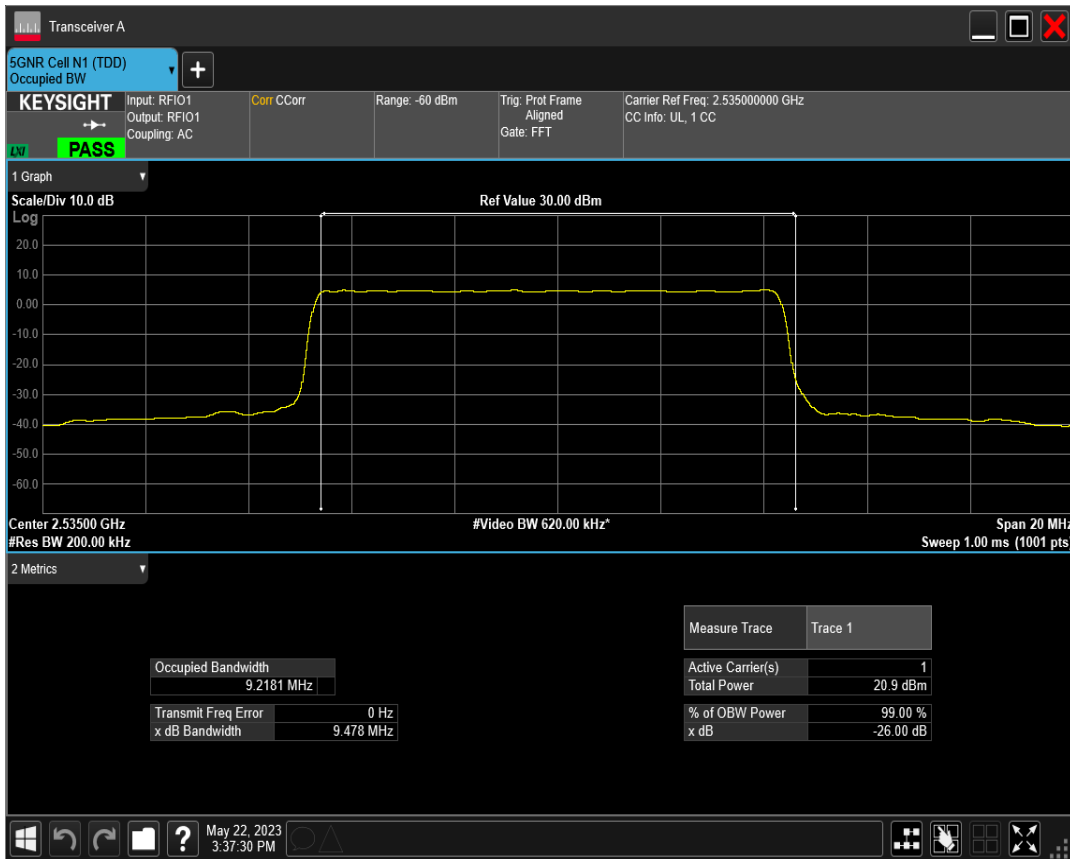 Transceiver A
5GNR Cell N1 (TDD)
Occupied BW
+
KEYSIGHT
LXI
PASS
Input: RFIO1
Output: RFIO1
Coupling: AC
Corr CCorr
Range: -60 dBm
Trig: Prot Frame
Aligned
Gate: FFT
Carrier Ref Freq: 2.535000000 GHz
CC Info: UL, 1 CC
1 Graph
Scale/Div 10.0 dB
Ref Value 30.00 dBm
Log
20.0
10.0
0.00
-10.0
-20.0
-30.0
-40.0
-50.0
-60.0
Center 2.53500 GHz
#Video BW 620.00 kHz*
Span 20 MHz
#Res BW 200.00 kHz
Sweep 1.00 ms (1001 pts)
2 Metrics
Measure Trace Trace 1
Occupied Bandwidth
9.2181 MHz
Active Carrier(s) 1
Total Power 20.9 dBm
Transmit Freq Error 0 Hz
x dB Bandwidth 9.478 MHz
% of OBW Power 99.00 %
x dB -26.00 dB
?
May 22, 2023
3:37:30 PM